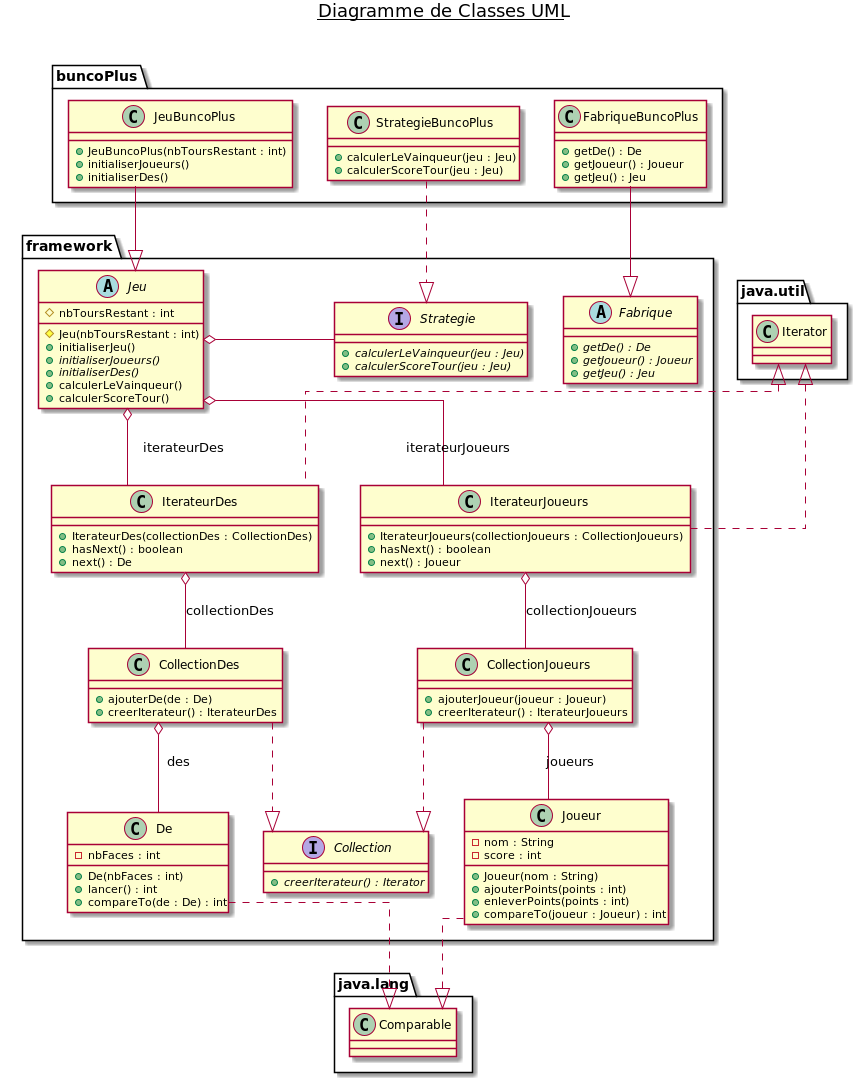 Diagramme de Classes UML
buncoPlus
C JeuBuncoPlus
JeuBuncoPlus(nbToursRestant : int)
initialiserJoueurs()
initialiserDes()
C StrategieBuncoPlus
calculerLeVainqueur(jeu : Jeu)
calculerScoreTour(jeu : Jeu)
C FabriqueBuncoPlus
getDe() : De
getJoueur() : Joueur
getJeu() : Jeu
framework
A Jeu
nbToursRestant : int
Jeu(nbToursRestant : int)
initialiserJeu()
initialiserJoueurs()
initialiserDes()
calculerLeVainqueur()
calculerScoreTour()
I Strategie
calculerLeVainqueur(jeu : Jeu)
calculerScoreTour(jeu : Jeu)
A Fabrique
getDe() : De
getJoueur() : Joueur
getJeu() : Jeu
java.util
C Iterator
iterateurDes
iterateurJoueurs
C IterateurDes
IterateurDes(collectionDes : CollectionDes)
hasNext() : boolean
next() : De
C IterateurJoueurs
IterateurJoueurs(collectionJoueurs : CollectionJoueurs)
hasNext() : boolean
next() : Joueur
collectionDes
collectionJoueurs
C CollectionDes
ajouterDe(de : De)
creerIterateur() : IterateurDes
C CollectionJoueurs
ajouterJoueur(joueur : Joueur)
creerIterateur() : IterateurJoueurs
des
joueurs
C De
nbFaces : int
De(nbFaces : int)
lancer() : int
compareTo(de : De) : int
I Collection
creerIterateur() : Iterator
C Joueur
nom : String
score : int
Joueur(nom : String)
ajouterPoints(points : int)
enleverPoints(points : int)
compareTo(joueur : Joueur) : int
java.lang
C Comparable